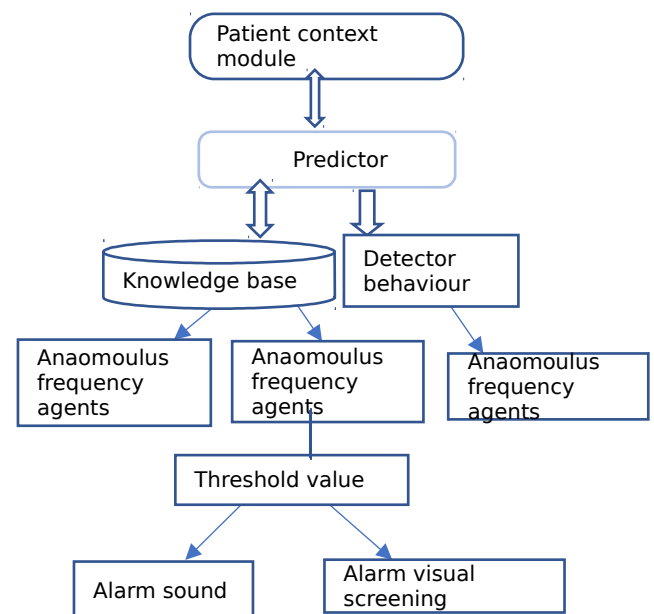 Patient context
module
Predictor
Knowledge base
Detector
behaviour
Anaomoulus
frequency
agents
Anaomoulus
frequency
agents
Anaomoulus
frequency
agents
Threshold value
Alarm sound
Alarm visual
screening